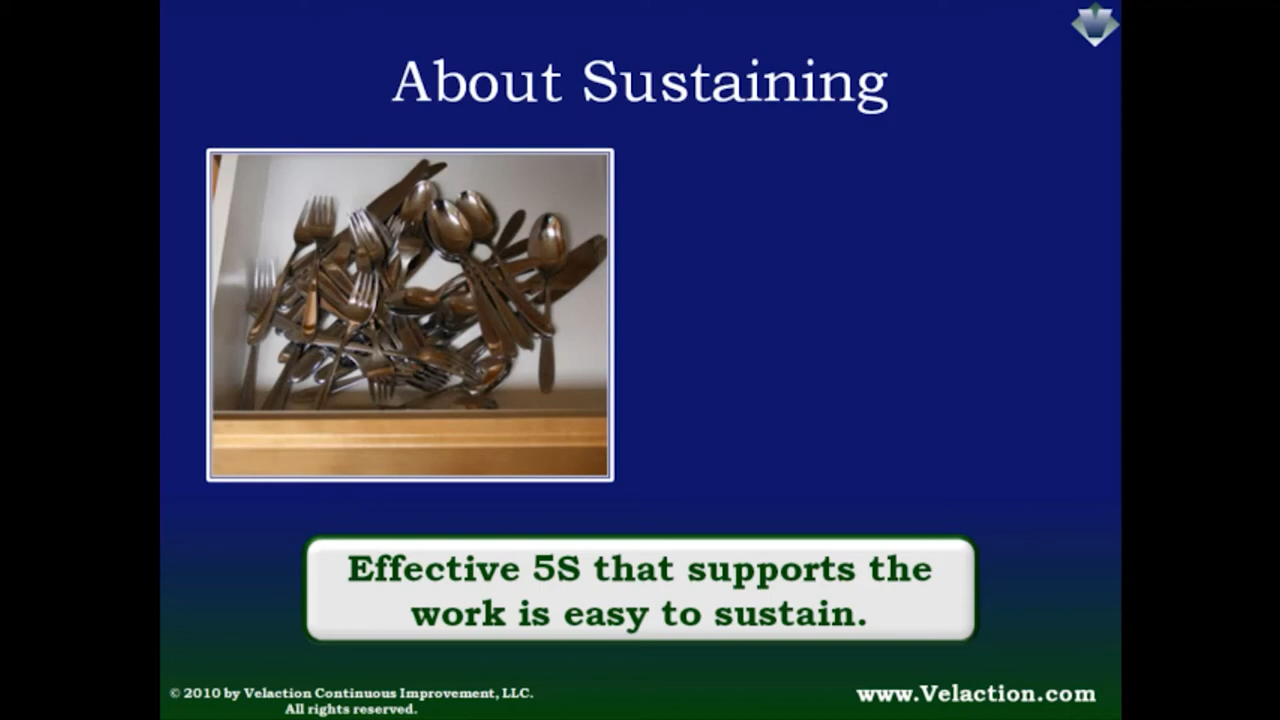 About Sustaining
Effective 5S that supports the
work is easy to sustain.
© 2010 by Velaction Continuous Improvement, LLC.
All rights reserved.
www.Velaction.com